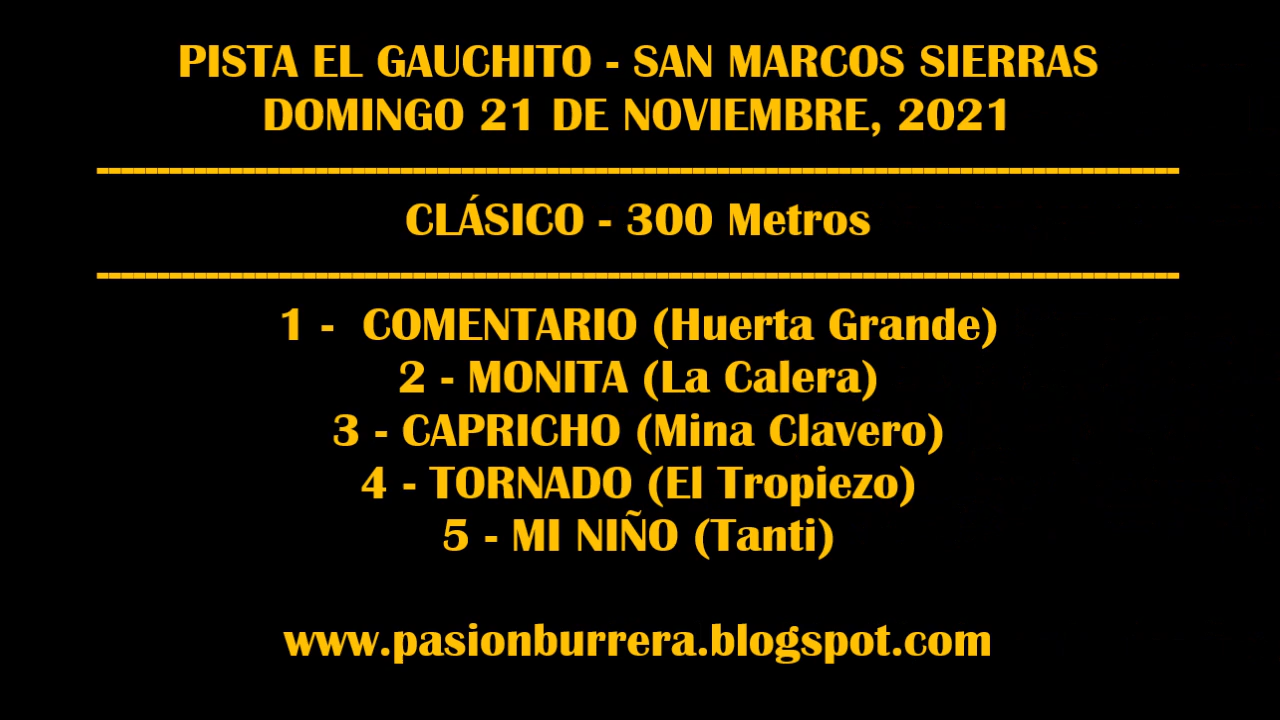 PISTA EL GAUCHITO - SAN MARCOS SIERRAS
DOMINGO 21 DE NOVIEMBRE, 2021
CLÁSICO - 300 Metros
1 - COMENTARIO (Huerta Grande)
2 - MONITA (La Calera)
3 - CAPRICHO (Mina Clavero)
4 - TORNADO (El Tropiezo)
5 - MI NIÑO (Tanti)
www.pasionburrera.blogspot.com